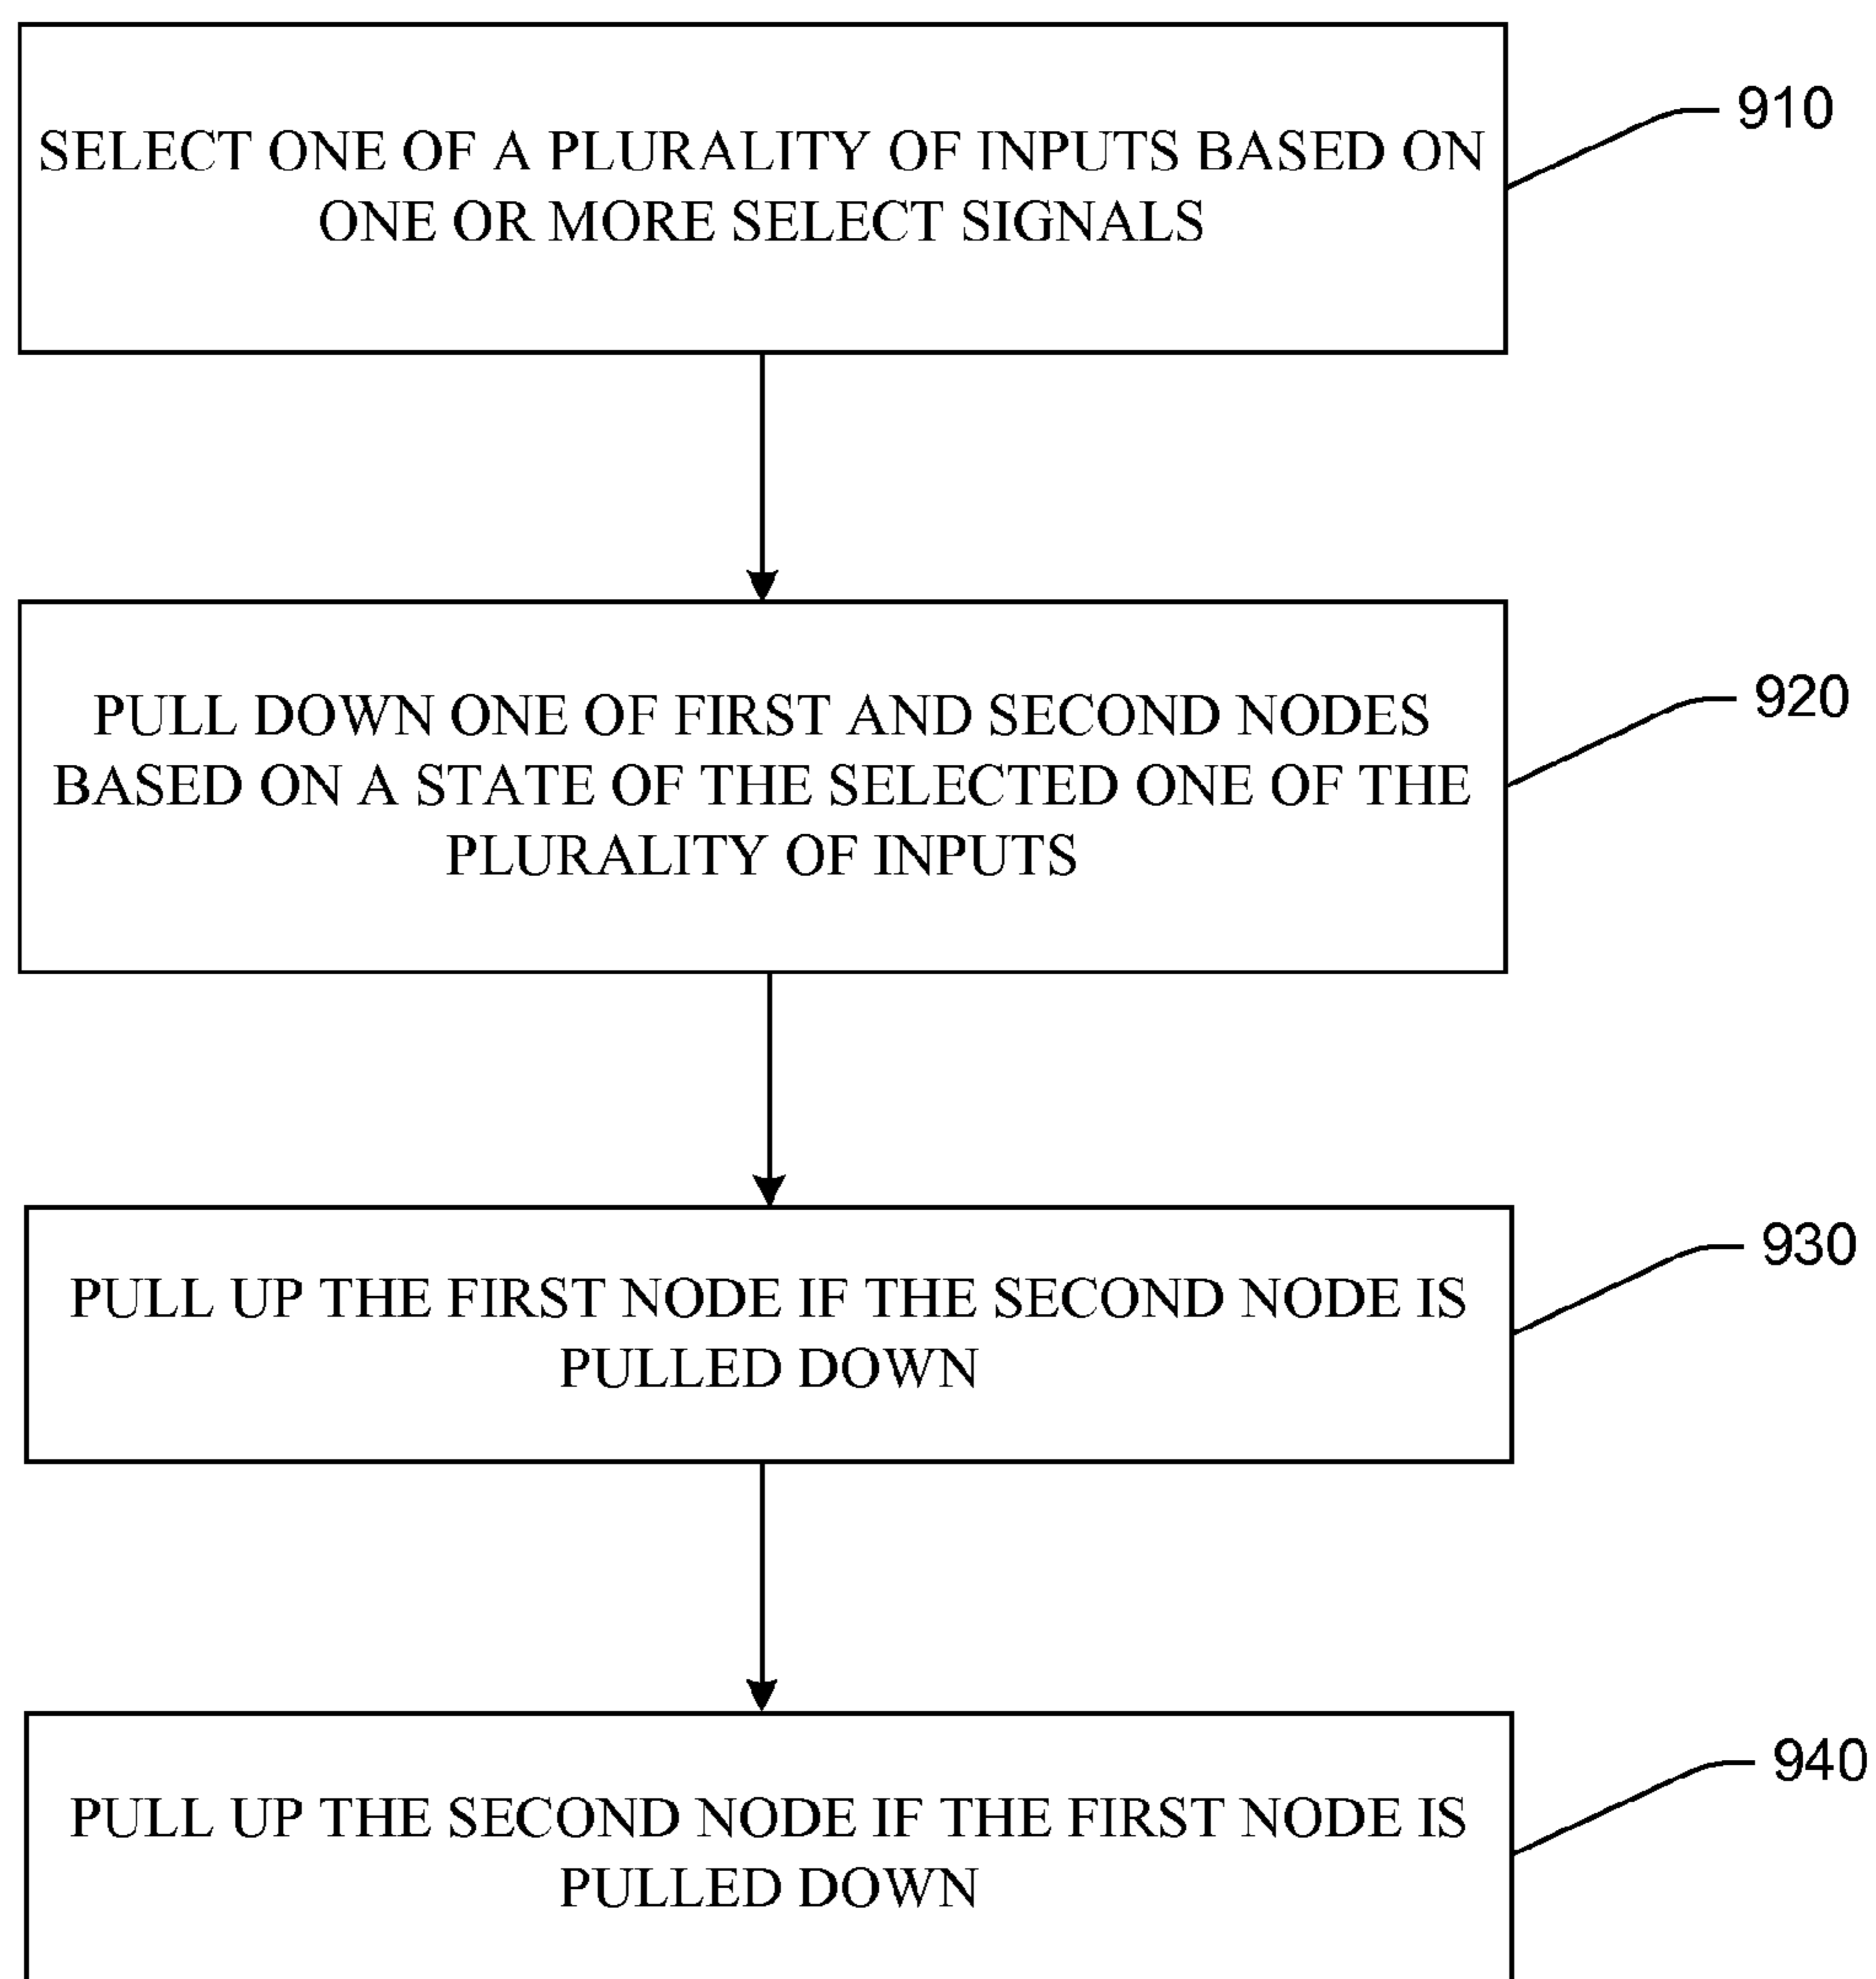 SELECT ONE OF A PLURALITY OF INPUTS BASED ON
ONE OR MORE SELECT SIGNALS
910
PULL DOWN ONE OF FIRST AND SECOND NODES
BASED ON A STATE OF THE SELECTED ONE OF THE
PLURALITY OF INPUTS
920
PULL UP THE FIRST NODE IF THE SECOND NODE IS
PULLED DOWN
930
PULL UP THE SECOND NODE IF THE FIRST NODE IS
PULLED DOWN
940